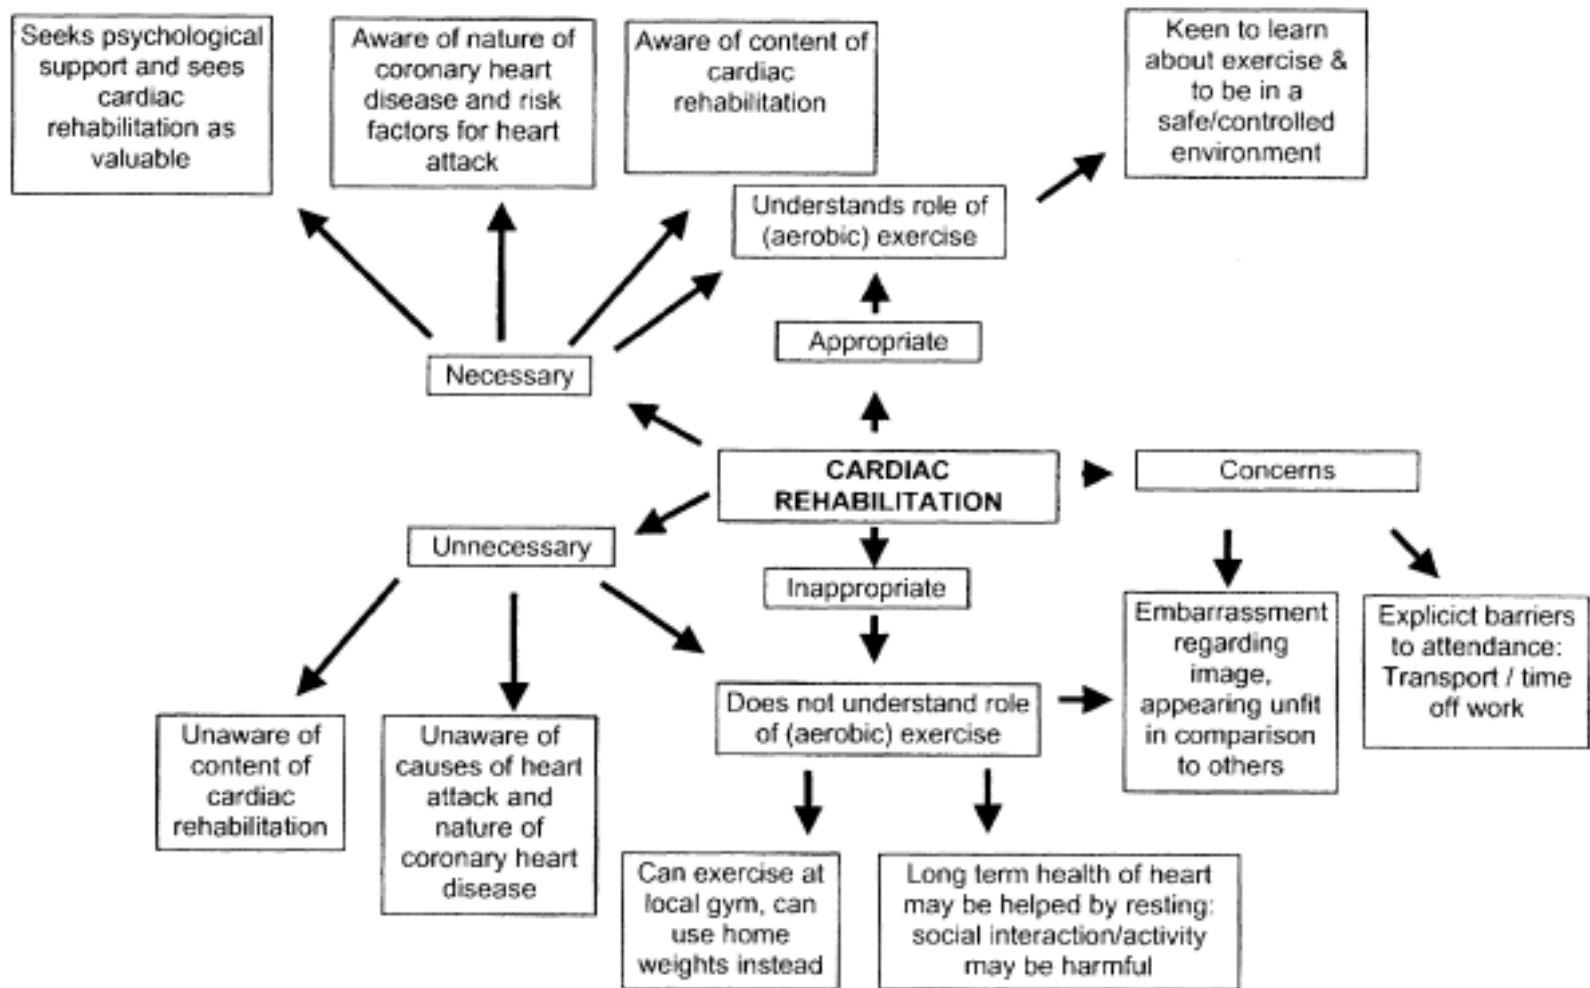 Seeks psychological
support and sees
cardiac
rehabilitation as
valuable
Aware of nature of
coronary heart
disease and risk
factors for heart
attack
Aware of content of
cardiac
rehabilitation
Keen to learn
about exercise &
to be in a
safe/controlled
environment
Understands role of
(aerobic) exercise
Appropriate
Necessary
CARDIAC
REHABILITATION
Concerns
Unnecessary
Inappropriate
Embarrassment
regarding
image,
appearing unfit
in comparison
to others
Explicict barriers
to attendance:
Transport / time
off work
Does not understand role
of (aerobic) exercise
Unaware of
content of
cardiac
rehabilitation
Unaware of
causes of heart
attack and
nature of
coronary heart
disease
Can exercise at
local gym, can
use home
weights instead
Long term health of heart
may be helped by resting:
social interaction/activity
may be harmful